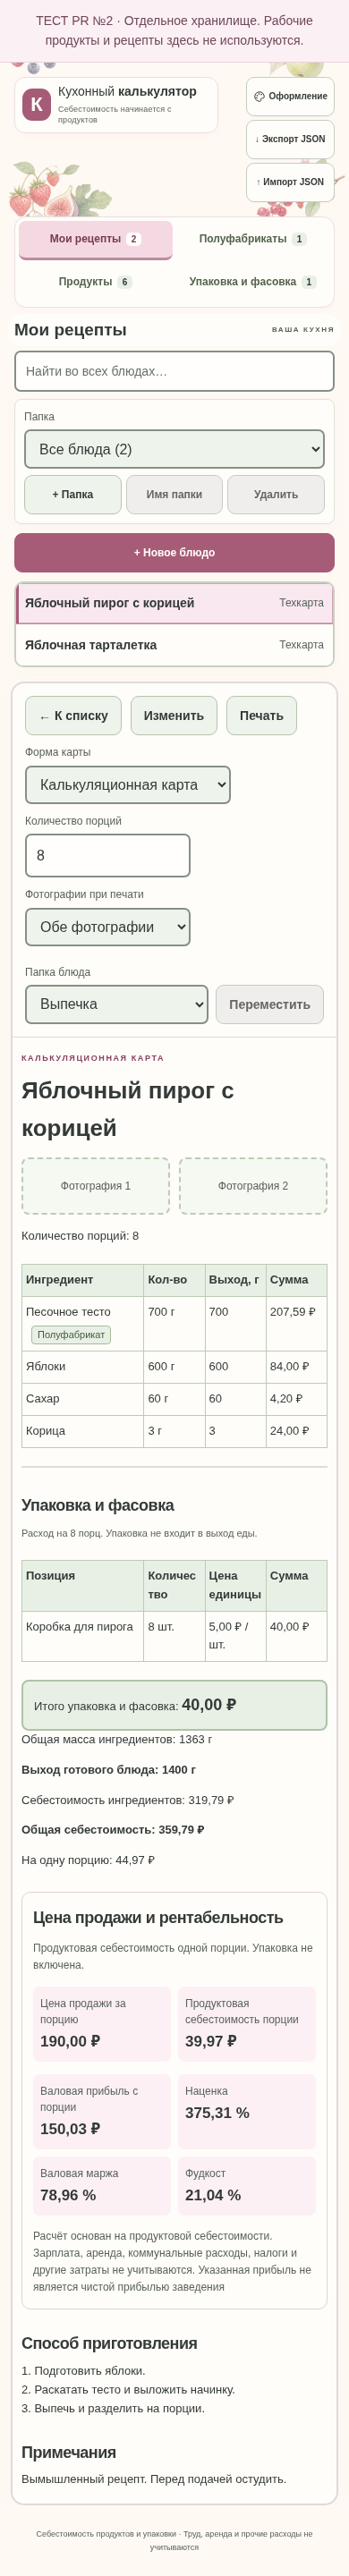 ТЕСТ PR №2 · Отдельное хранилище. Рабочие
продукты и рецепты здесь не используются.
К
Кухонный калькулятор
Себестоимость начинается с
продуктов
Оформление
↓ Экспорт JSON
↑ Импорт JSON
Мои рецепты 2
Полуфабрикаты 1
Продукты 6
Упаковка и фасовка 1
Мои рецепты
ВАША КУХНЯ
Найти во всех блюдах…
Папка
Все блюда (2)
+ Папка
Имя папки
Удалить
+ Новое блюдо
Яблочный пирог с корицей Техкарта
Яблочная тарталетка Техкарта
← К списку
Изменить
Печать
Форма карты
Калькуляционная карта
Количество порций
8
Фотографии при печати
Обе фотографии
Папка блюда
Выпечка
Переместить
КАЛЬКУЛЯЦИОННАЯ КАРТА
Яблочный пирог с
корицей
Фотография 1
Фотография 2
Количество порций: 8
Ингредиент Кол-во Выход, г Сумма
Песочное тесто 700 г 700 207,59 ₽
Полуфабрикат
Яблоки 600 г 600 84,00 ₽
Сахар 60 г 60 4,20 ₽
Корица 3 г 3 24,00 ₽
Упаковка и фасовка
Расход на 8 порц. Упаковка не входит в выход еды.
Позиция Количес Цена Сумма
тво единицы
Коробка для пирога 8 шт. 5,00 ₽ / 40,00 ₽
шт.
Итого упаковка и фасовка: 40,00 ₽
Общая масса ингредиентов: 1363 г
Выход готового блюда: 1400 г
Себестоимость ингредиентов: 319,79 ₽
Общая себестоимость: 359,79 ₽
На одну порцию: 44,97 ₽
Цена продажи и рентабельность
Продуктовая себестоимость одной порции. Упаковка не
включена.
Цена продажи за
порцию
190,00 ₽
Продуктовая
себестоимость порции
39,97 ₽
Валовая прибыль с
порции
150,03 ₽
Наценка
375,31 %
Валовая маржа
78,96 %
Фудкост
21,04 %
Расчёт основан на продуктовой себестоимости.
Зарплата, аренда, коммунальные расходы, налоги и
другие затраты не учитываются. Указанная прибыль не
является чистой прибылью заведения
Способ приготовления
1. Подготовить яблоки.
2. Раскатать тесто и выложить начинку.
3. Выпечь и разделить на порции.
Примечания
Вымышленный рецепт. Перед подачей остудить.
Себестоимость продуктов и упаковки · Труд, аренда и прочие расходы не
учитываются